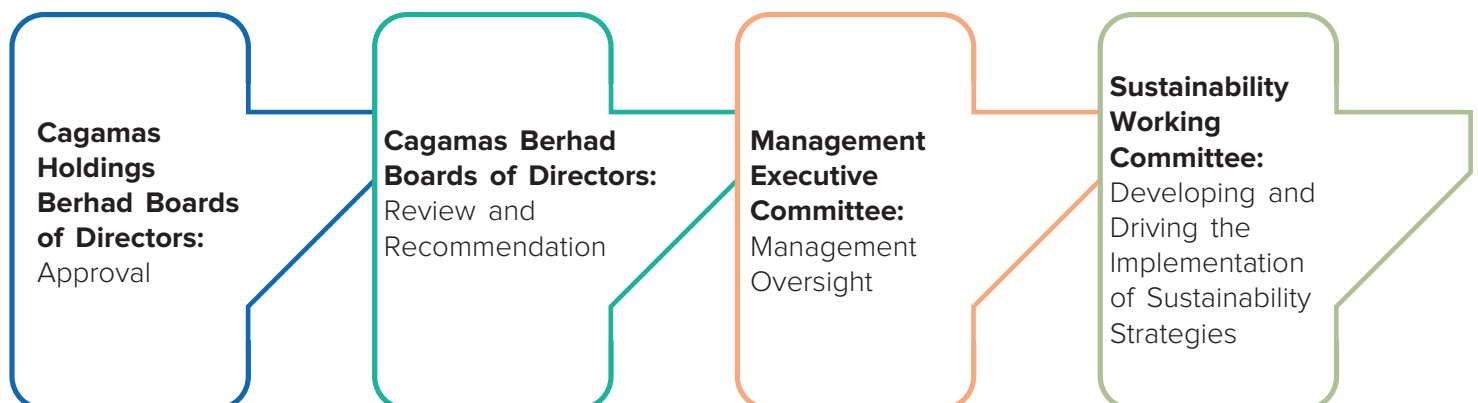 Cagamas
Holdings
Berhad Boards
of Directors:
Approval
Cagamas Berhad
Boards of Directors:
Review and
Recommendation
Management
Executive
Committee:
Management
Oversight
Sustainability
Working
Committee:
Developing and
Driving the
Implementation
of Sustainability
Strategies